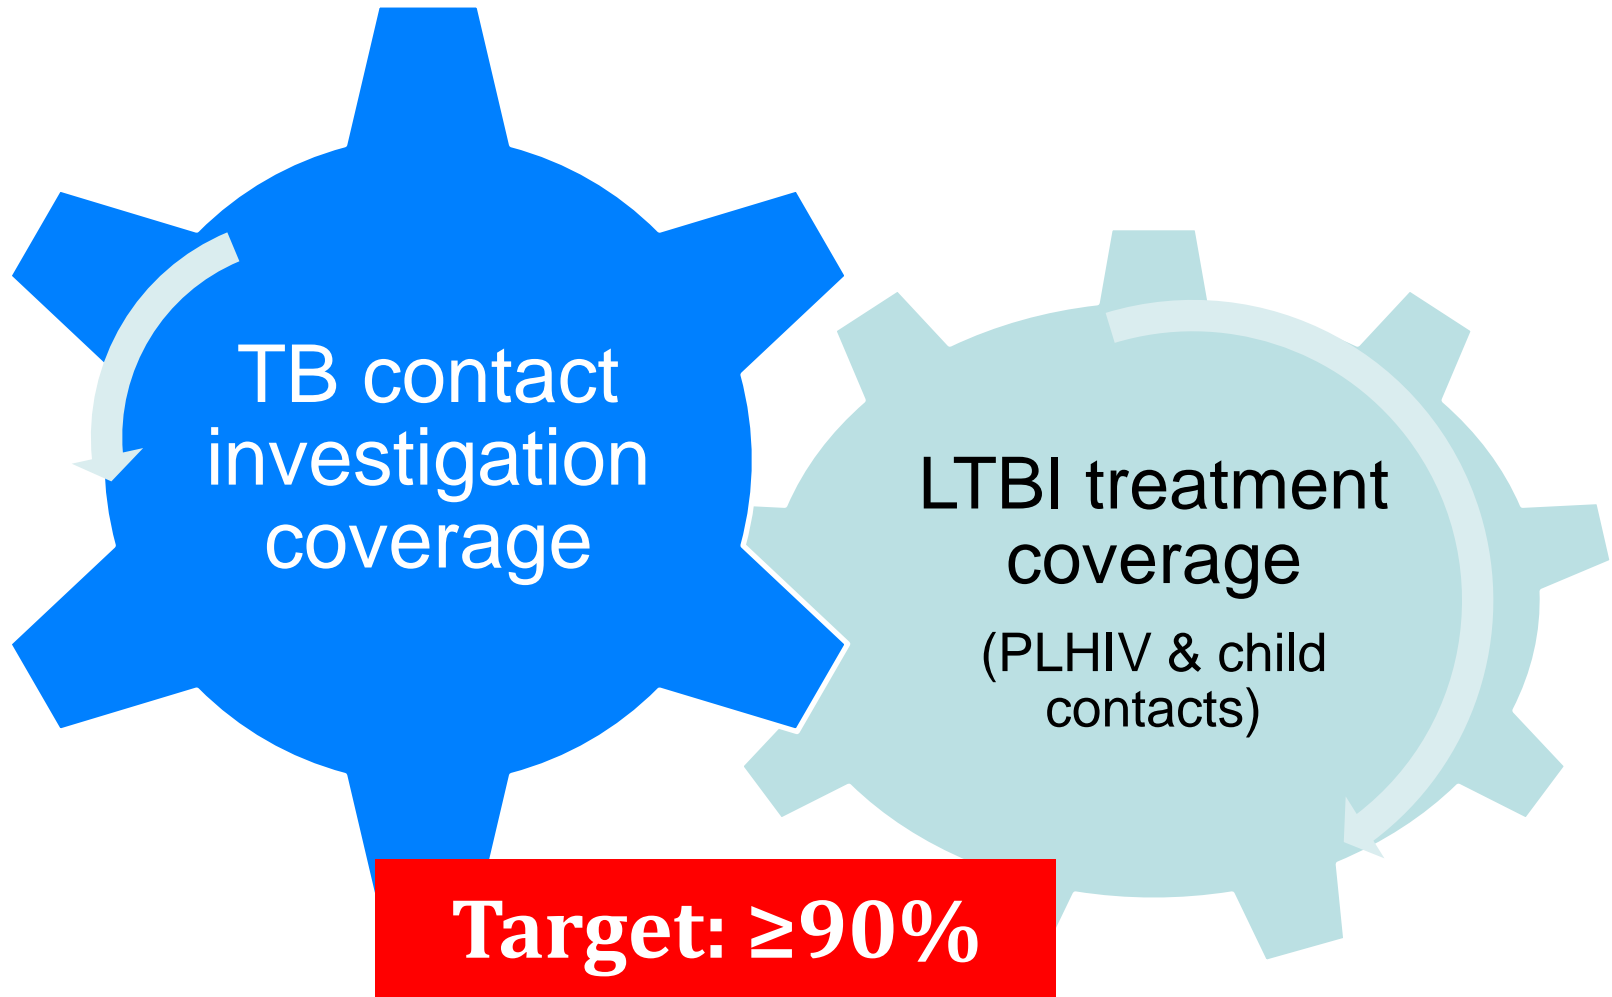 TB contact
investigation
coverage
LTBI treatment
coverage
(PLHIV & child
contacts)
Target: ≥90%